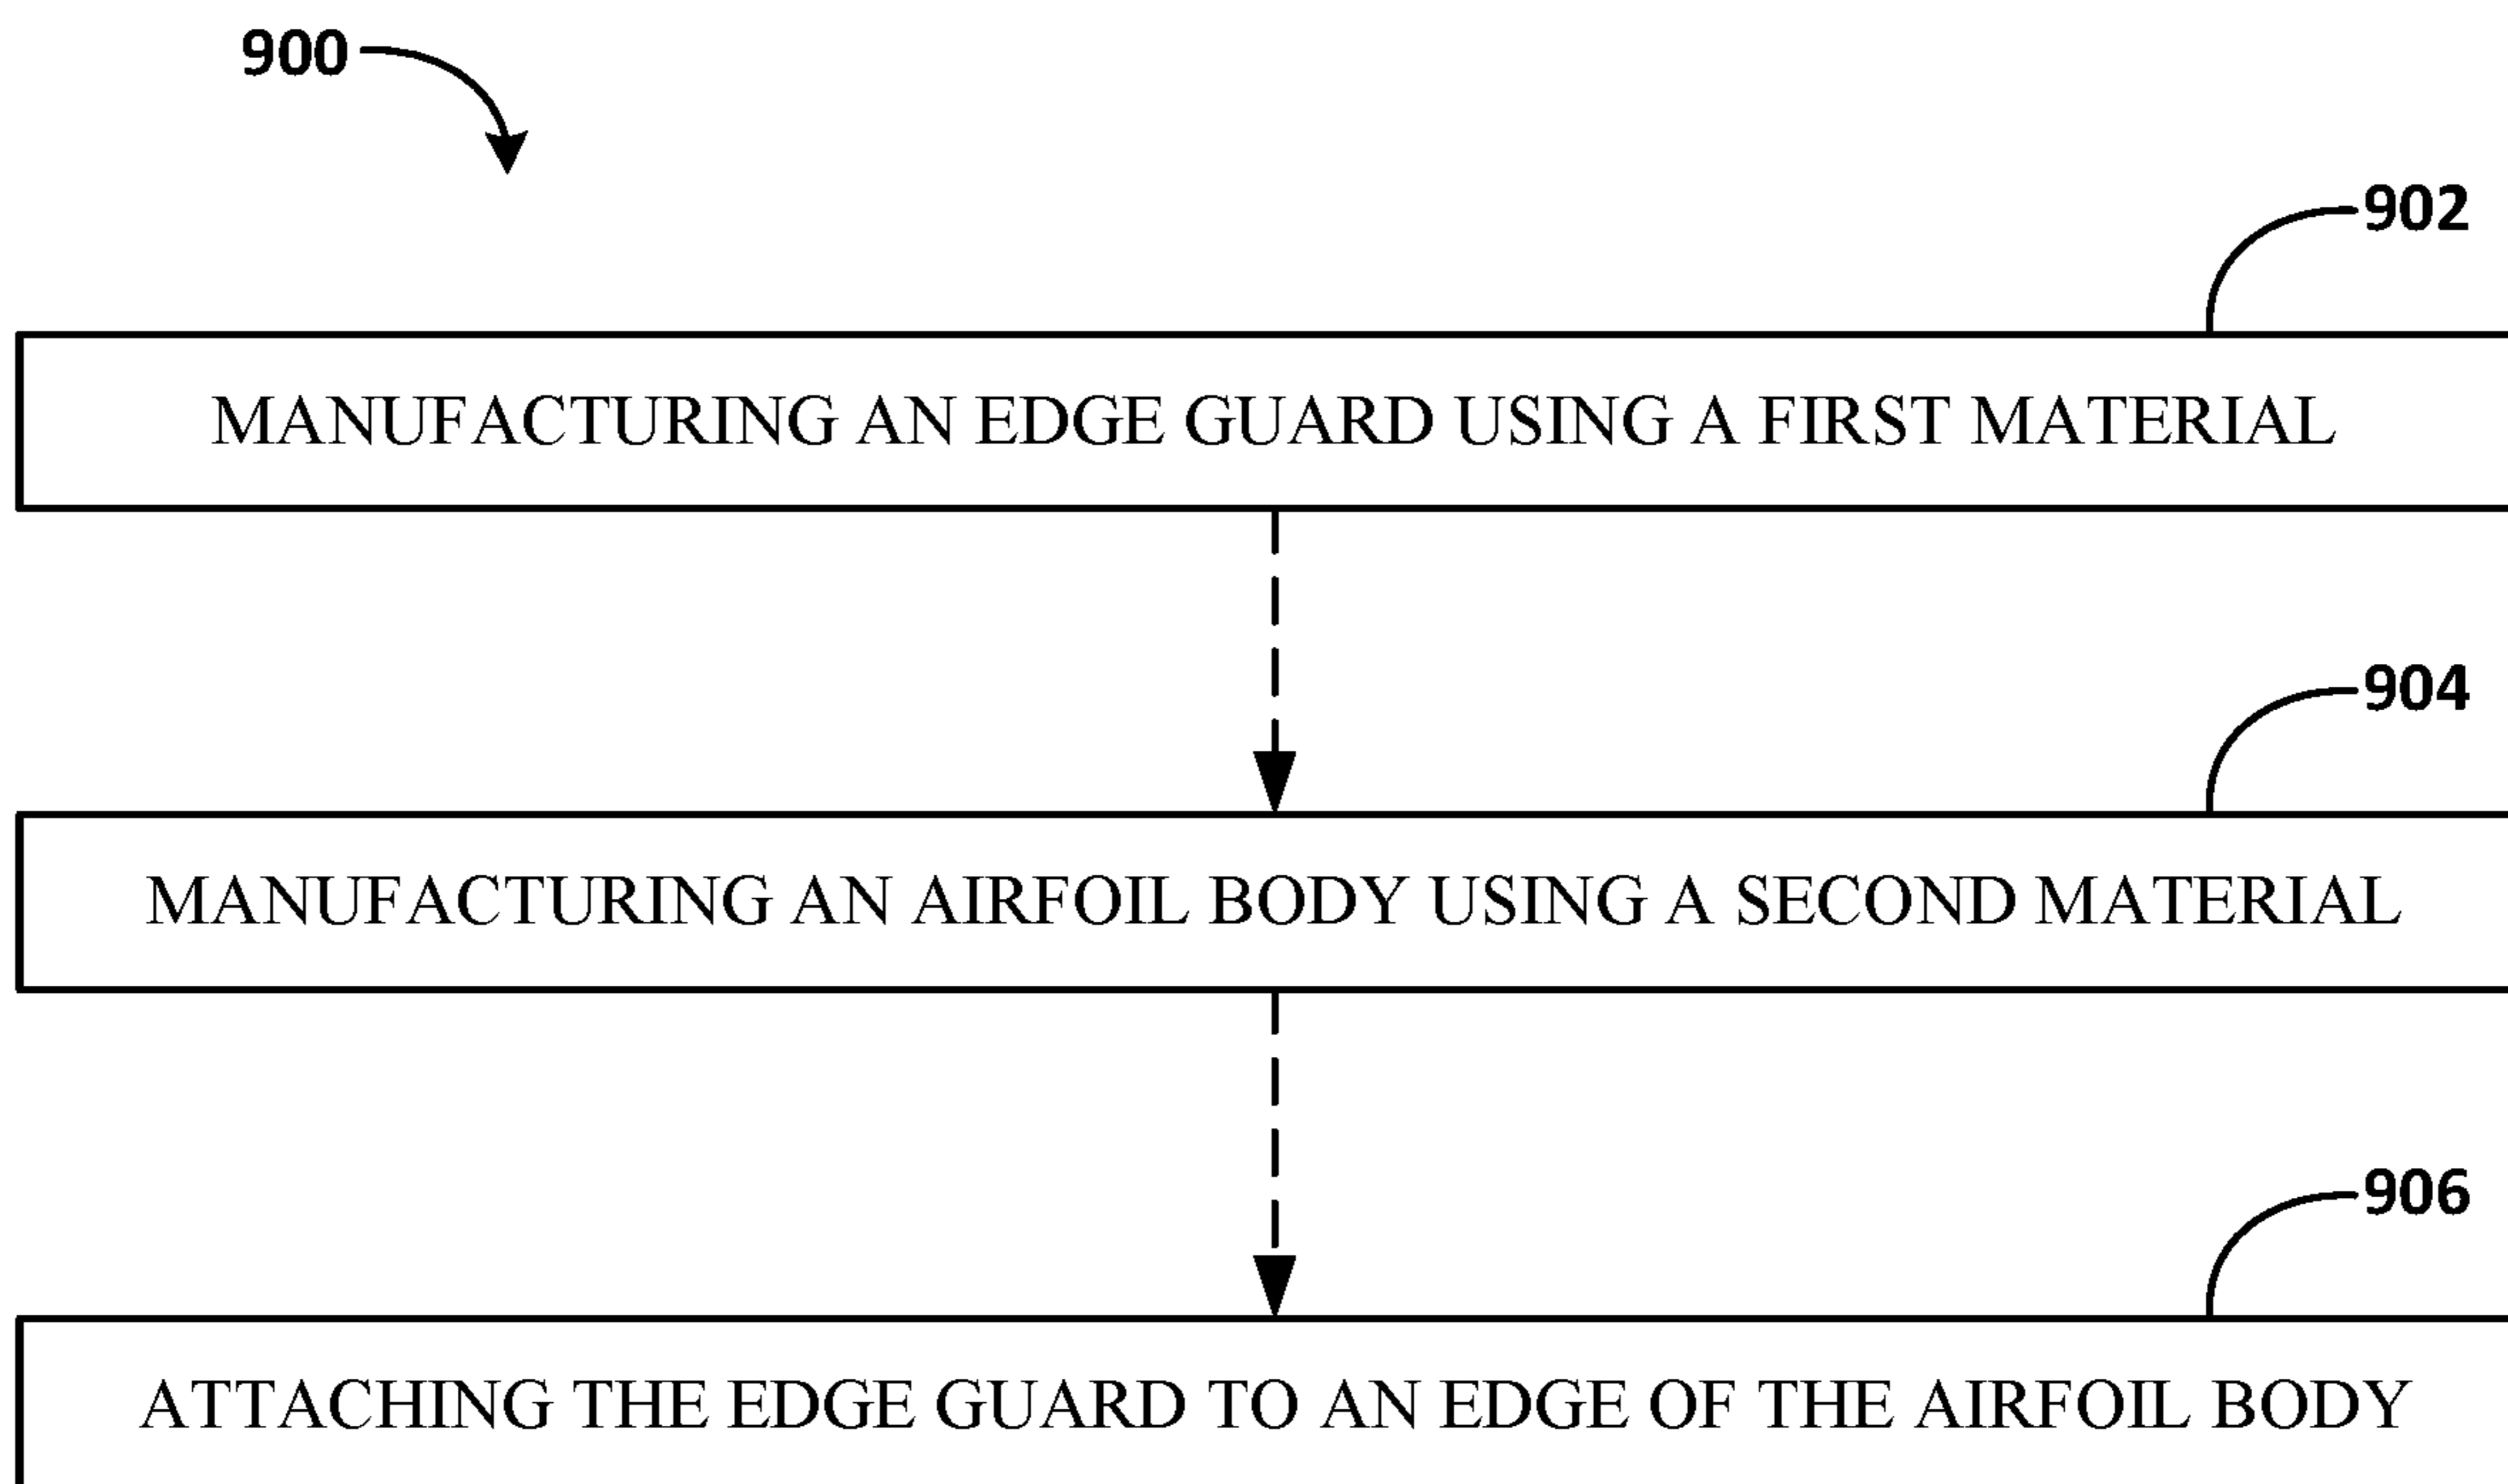 900
902
MANUFACTURING AN EDGE GUARD USING A FIRST MATERIAL
904
MANUFACTURING AN AIRFOIL BODY USING A SECOND MATERIAL
906
ATTACHING THE EDGE GUARD TO AN EDGE OF THE AIRFOIL BODY